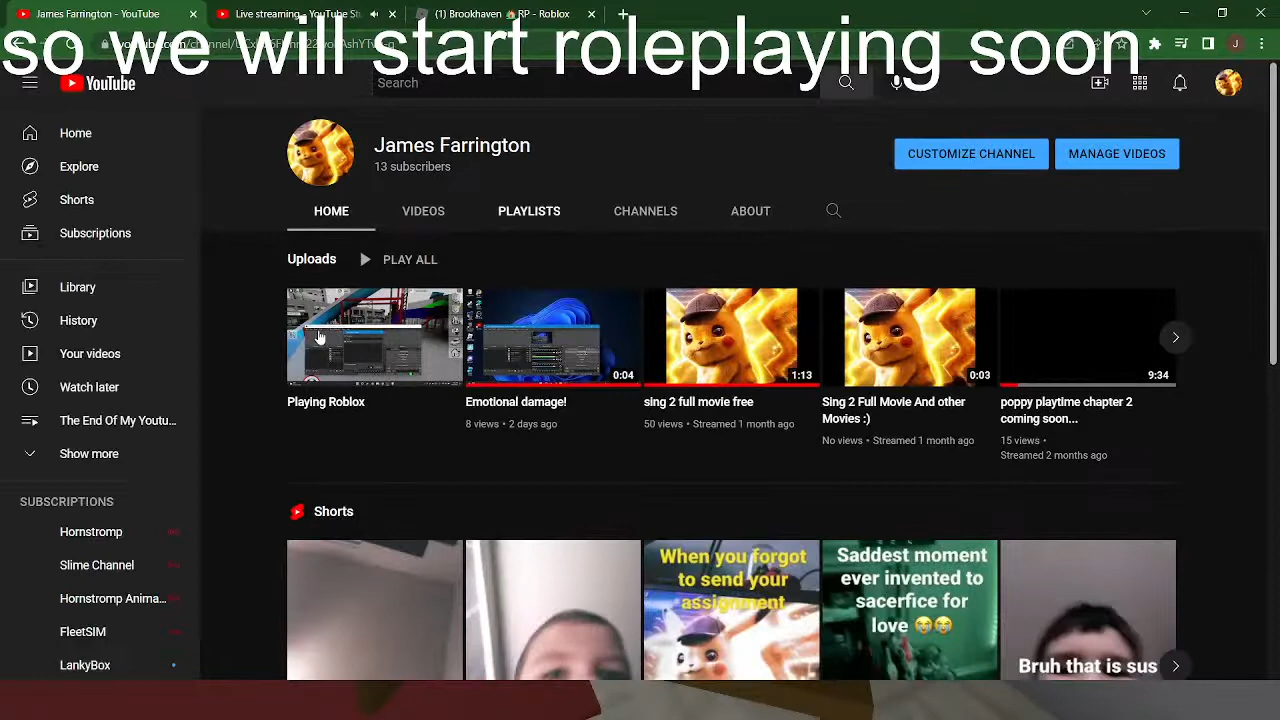 James Farrington - YouTube
Live streaming - YouTube
(1) Brookhaven RP - Roblox
so we will start roleplaying soon
YouTube
Search
Home
Explore
Shorts
Subscriptions
Library
History
Your videos
Watch later
The End Of My Youtu...
Show more
SUBSCRIPTIONS
Hornstromp
Slime Channel
Hornstromp Anima...
FleetSIM
LankyBox
James Farrington
13 subscribers
CUSTOMIZE CHANNEL
MANAGE VIDEOS
HOME
VIDEOS
PLAYLISTS
CHANNELS
ABOUT
Uploads
PLAY ALL
Playing Roblox
0:04
Emotional damage!
8 views • 2 days ago
1:13
sing 2 full movie free
50 views • Streamed 1 month ago
0:03
Sing 2 Full Movie And other
Movies :)
No views • Streamed 1 month ago
9:34
poppy playtime chapter 2
coming soon...
15 views •
Streamed 2 months ago
Shorts
When you forgot
to send your
assignment
Saddest moment
ever invented to
sacerfice for
love 😭😭
Bruh that is sus
J